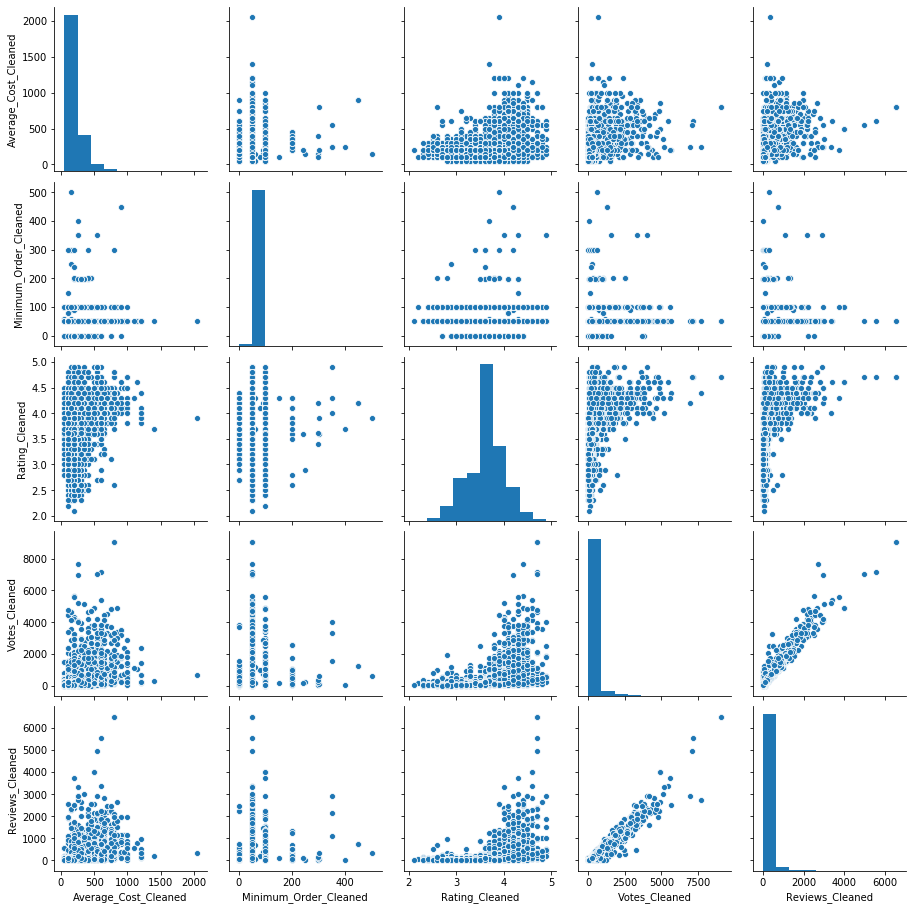 2000
1500
1000
500
0
Average_Cost_Cleaned
500
400
300
200
100
0
Minimum_Order_Cleaned
5.0
4.5
4.0
3.5
3.0
2.5
2.0
Rating_Cleaned
8000
6000
4000
2000
0
Votes_Cleaned
6000
5000
4000
3000
2000
1000
0
Reviews_Cleaned
0 500 1000 1500 2000
0 200 400
2 3 4 5
0 2500 5000 7500
0 2000 4000 6000
Average_Cost_Cleaned
Minimum_Order_Cleaned
Rating_Cleaned
Votes_Cleaned
Reviews_Cleaned